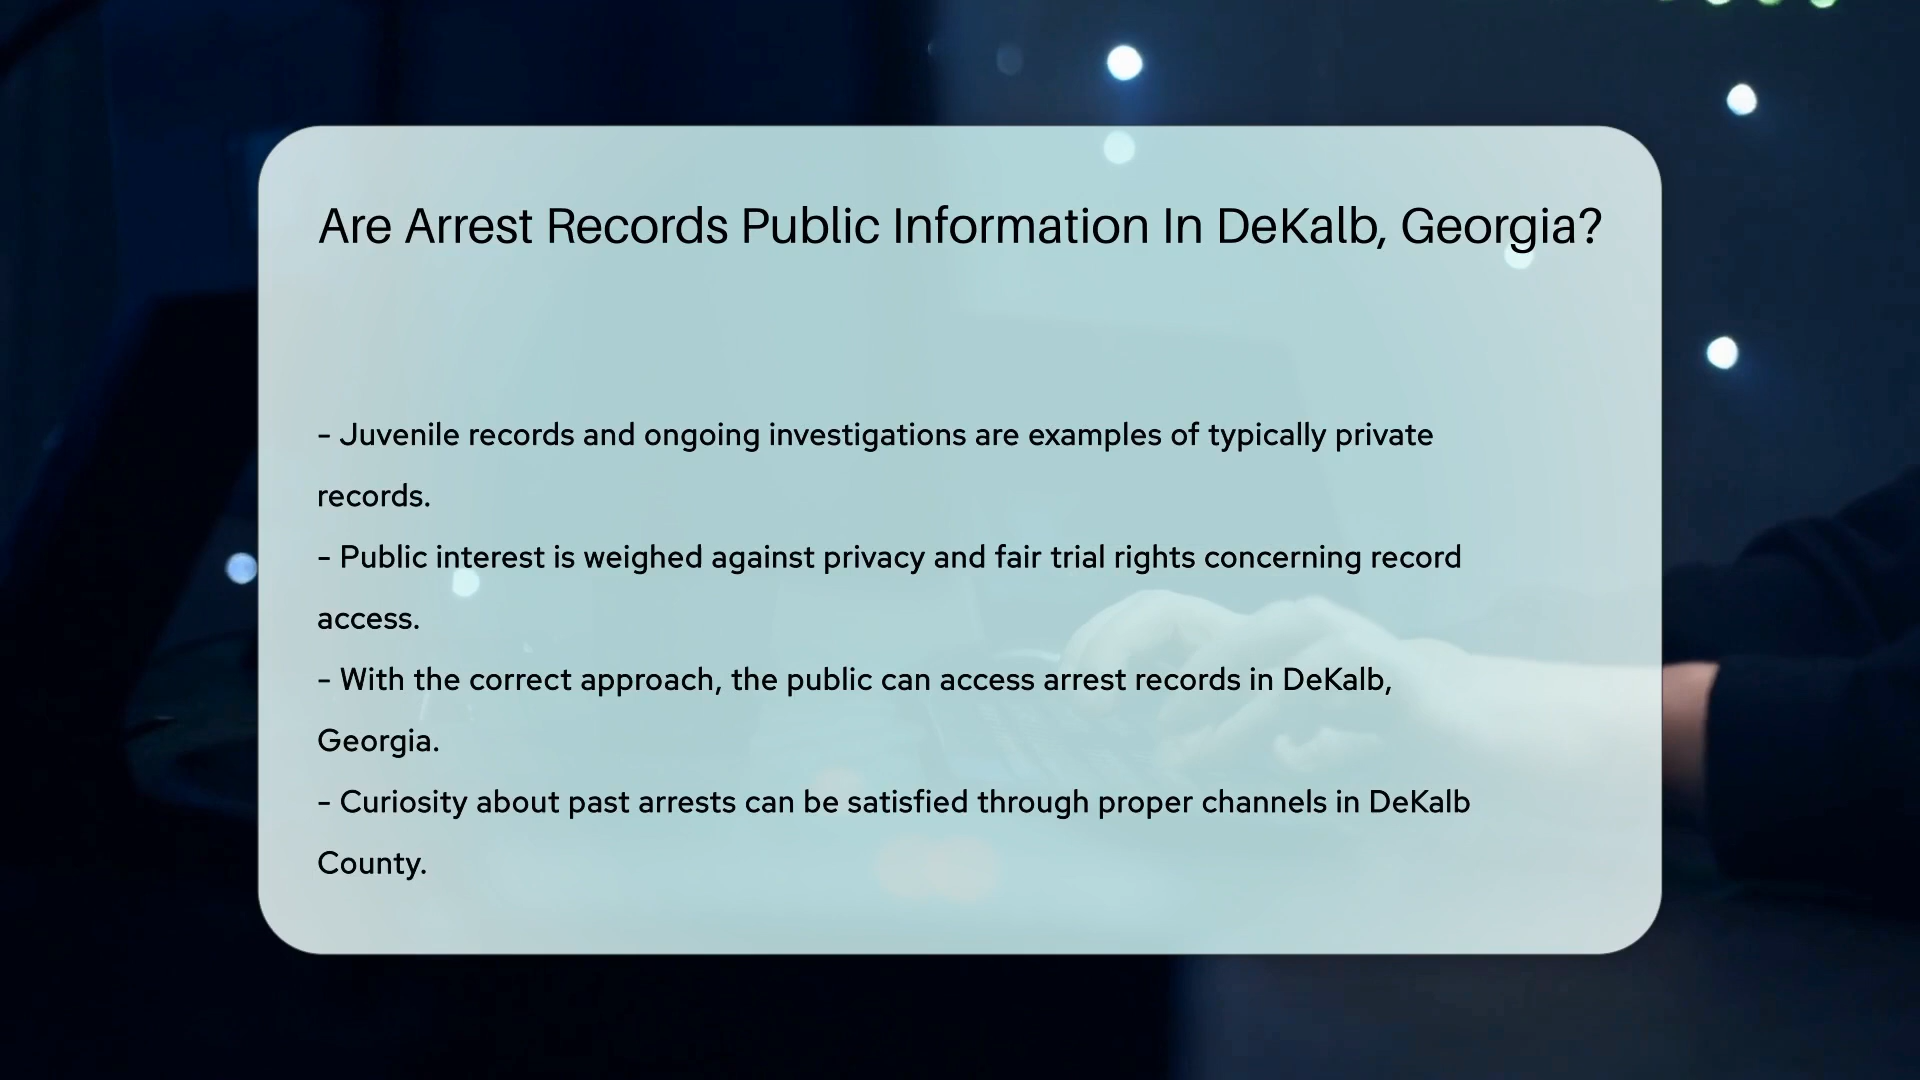 Are Arrest Records Public Information In DeKalb, Georgia?
- Juvenile records and ongoing investigations are examples of typically private
records.
- Public interest is weighed against privacy and fair trial rights concerning record
access.
- With the correct approach, the public can access arrest records in DeKalb,
Georgia.
- Curiosity about past arrests can be satisfied through proper channels in DeKalb
County.